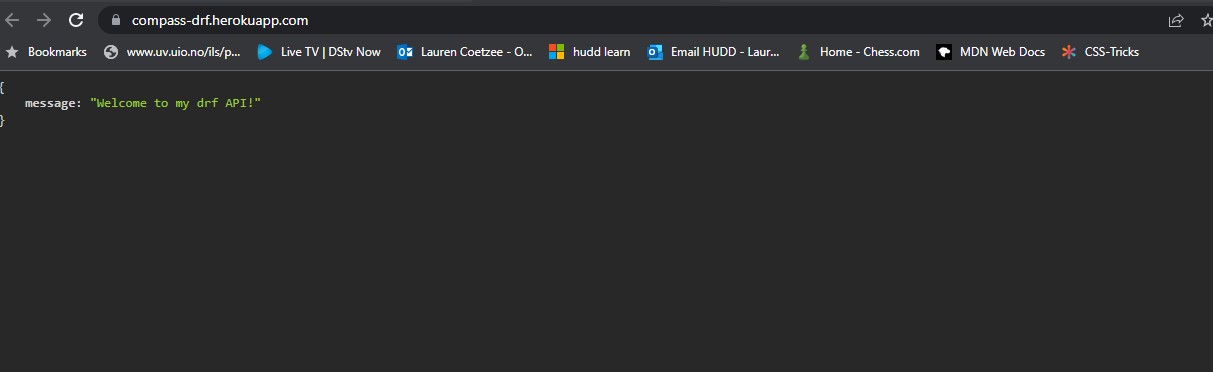 compass-drf.herokuapp.com
Bookmarks www.uv.uio.no/ils/p... Live TV | DStv Now Lauren Coetzee - O... hudd learn Email HUDD - Laur... Home - Chess.com MDN Web Docs CSS-Tricks
{
message: "Welcome to my drf API!"
}